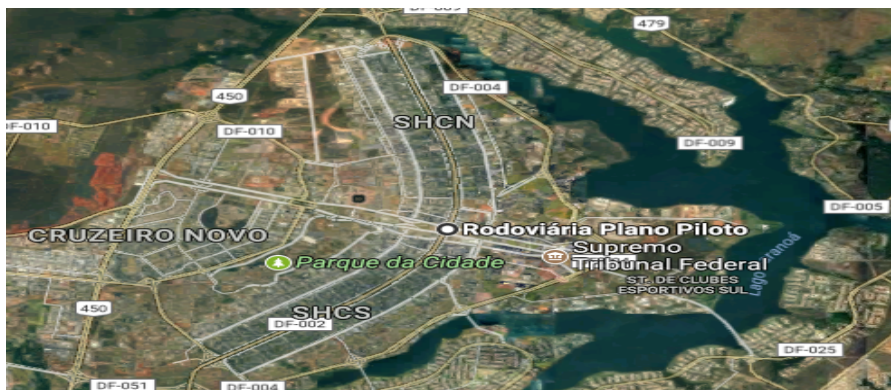 DF-009
479
DF-004
450
DF-010
DF-010
SHCN
DF-009
DF-005
Rodoviária Plano Piloto
CRUZEIRO NOVO
Supremo
Tribunal Federal
Parque da Cidade
ST. DE CLUBES
ESPORTIVOS SUL
Lago Paranoá
450
SHCS
DF-002
DF-025
DF-051
DF-004